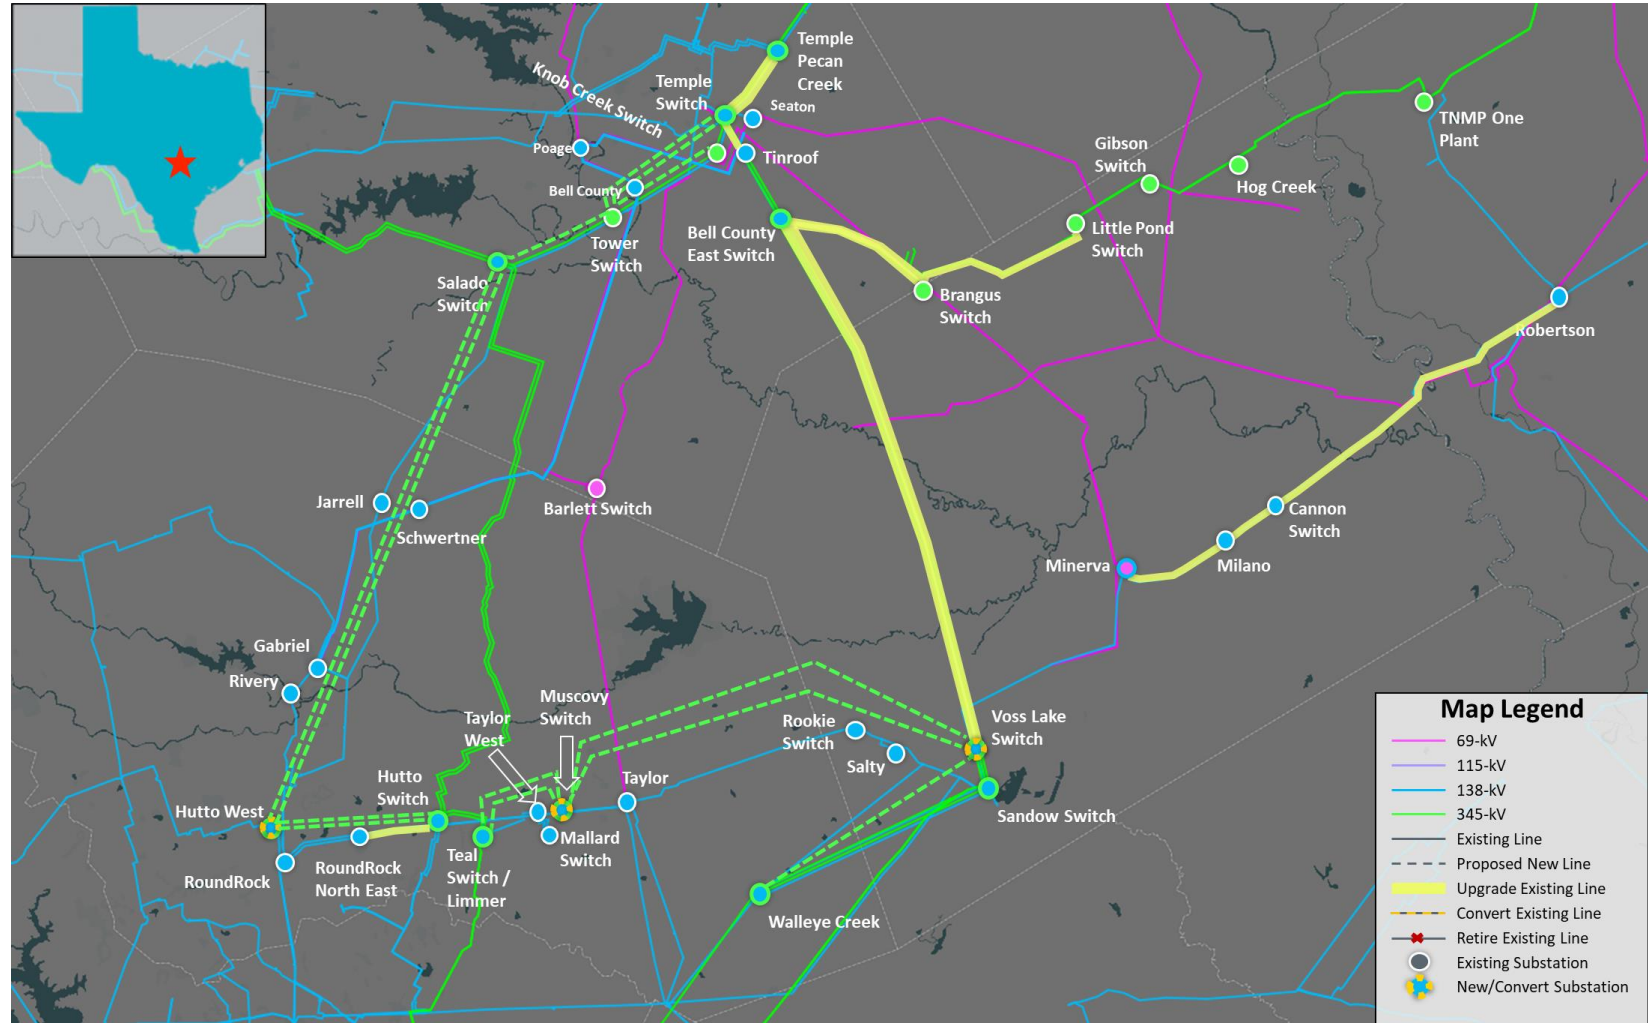 Temple
Pecan
Creek
Temple
Switch
Knob Creek Switch
Seaton
Poage
Tinroof
Bell County
Tower
Switch
Bell County
East Switch
Salado
Switch
Gibson
Switch
Hog Creek
TNMP One
Plant
Little Pond
Switch
Brangus
Switch
Robertson
Jarrell
Schwertner
Barlett Switch
Cannon
Switch
Minerva
Milano
Gabriel
Rivery
Muscovy
Switch
Taylor
West
Rookie
Switch
Voss Lake
Switch
Salty
Hutto
Switch
Taylor
Hutto West
Sandow Switch
Mallard
Switch
RoundRock
RoundRock
North East
Teal
Switch /
Limmer
Walleye Creek
Map Legend
69-kV
115-kV
138-kV
345-kV
Existing Line
Proposed New Line
Upgrade Existing Line
Convert Existing Line
Retire Existing Line
Existing Substation
New/Convert Substation